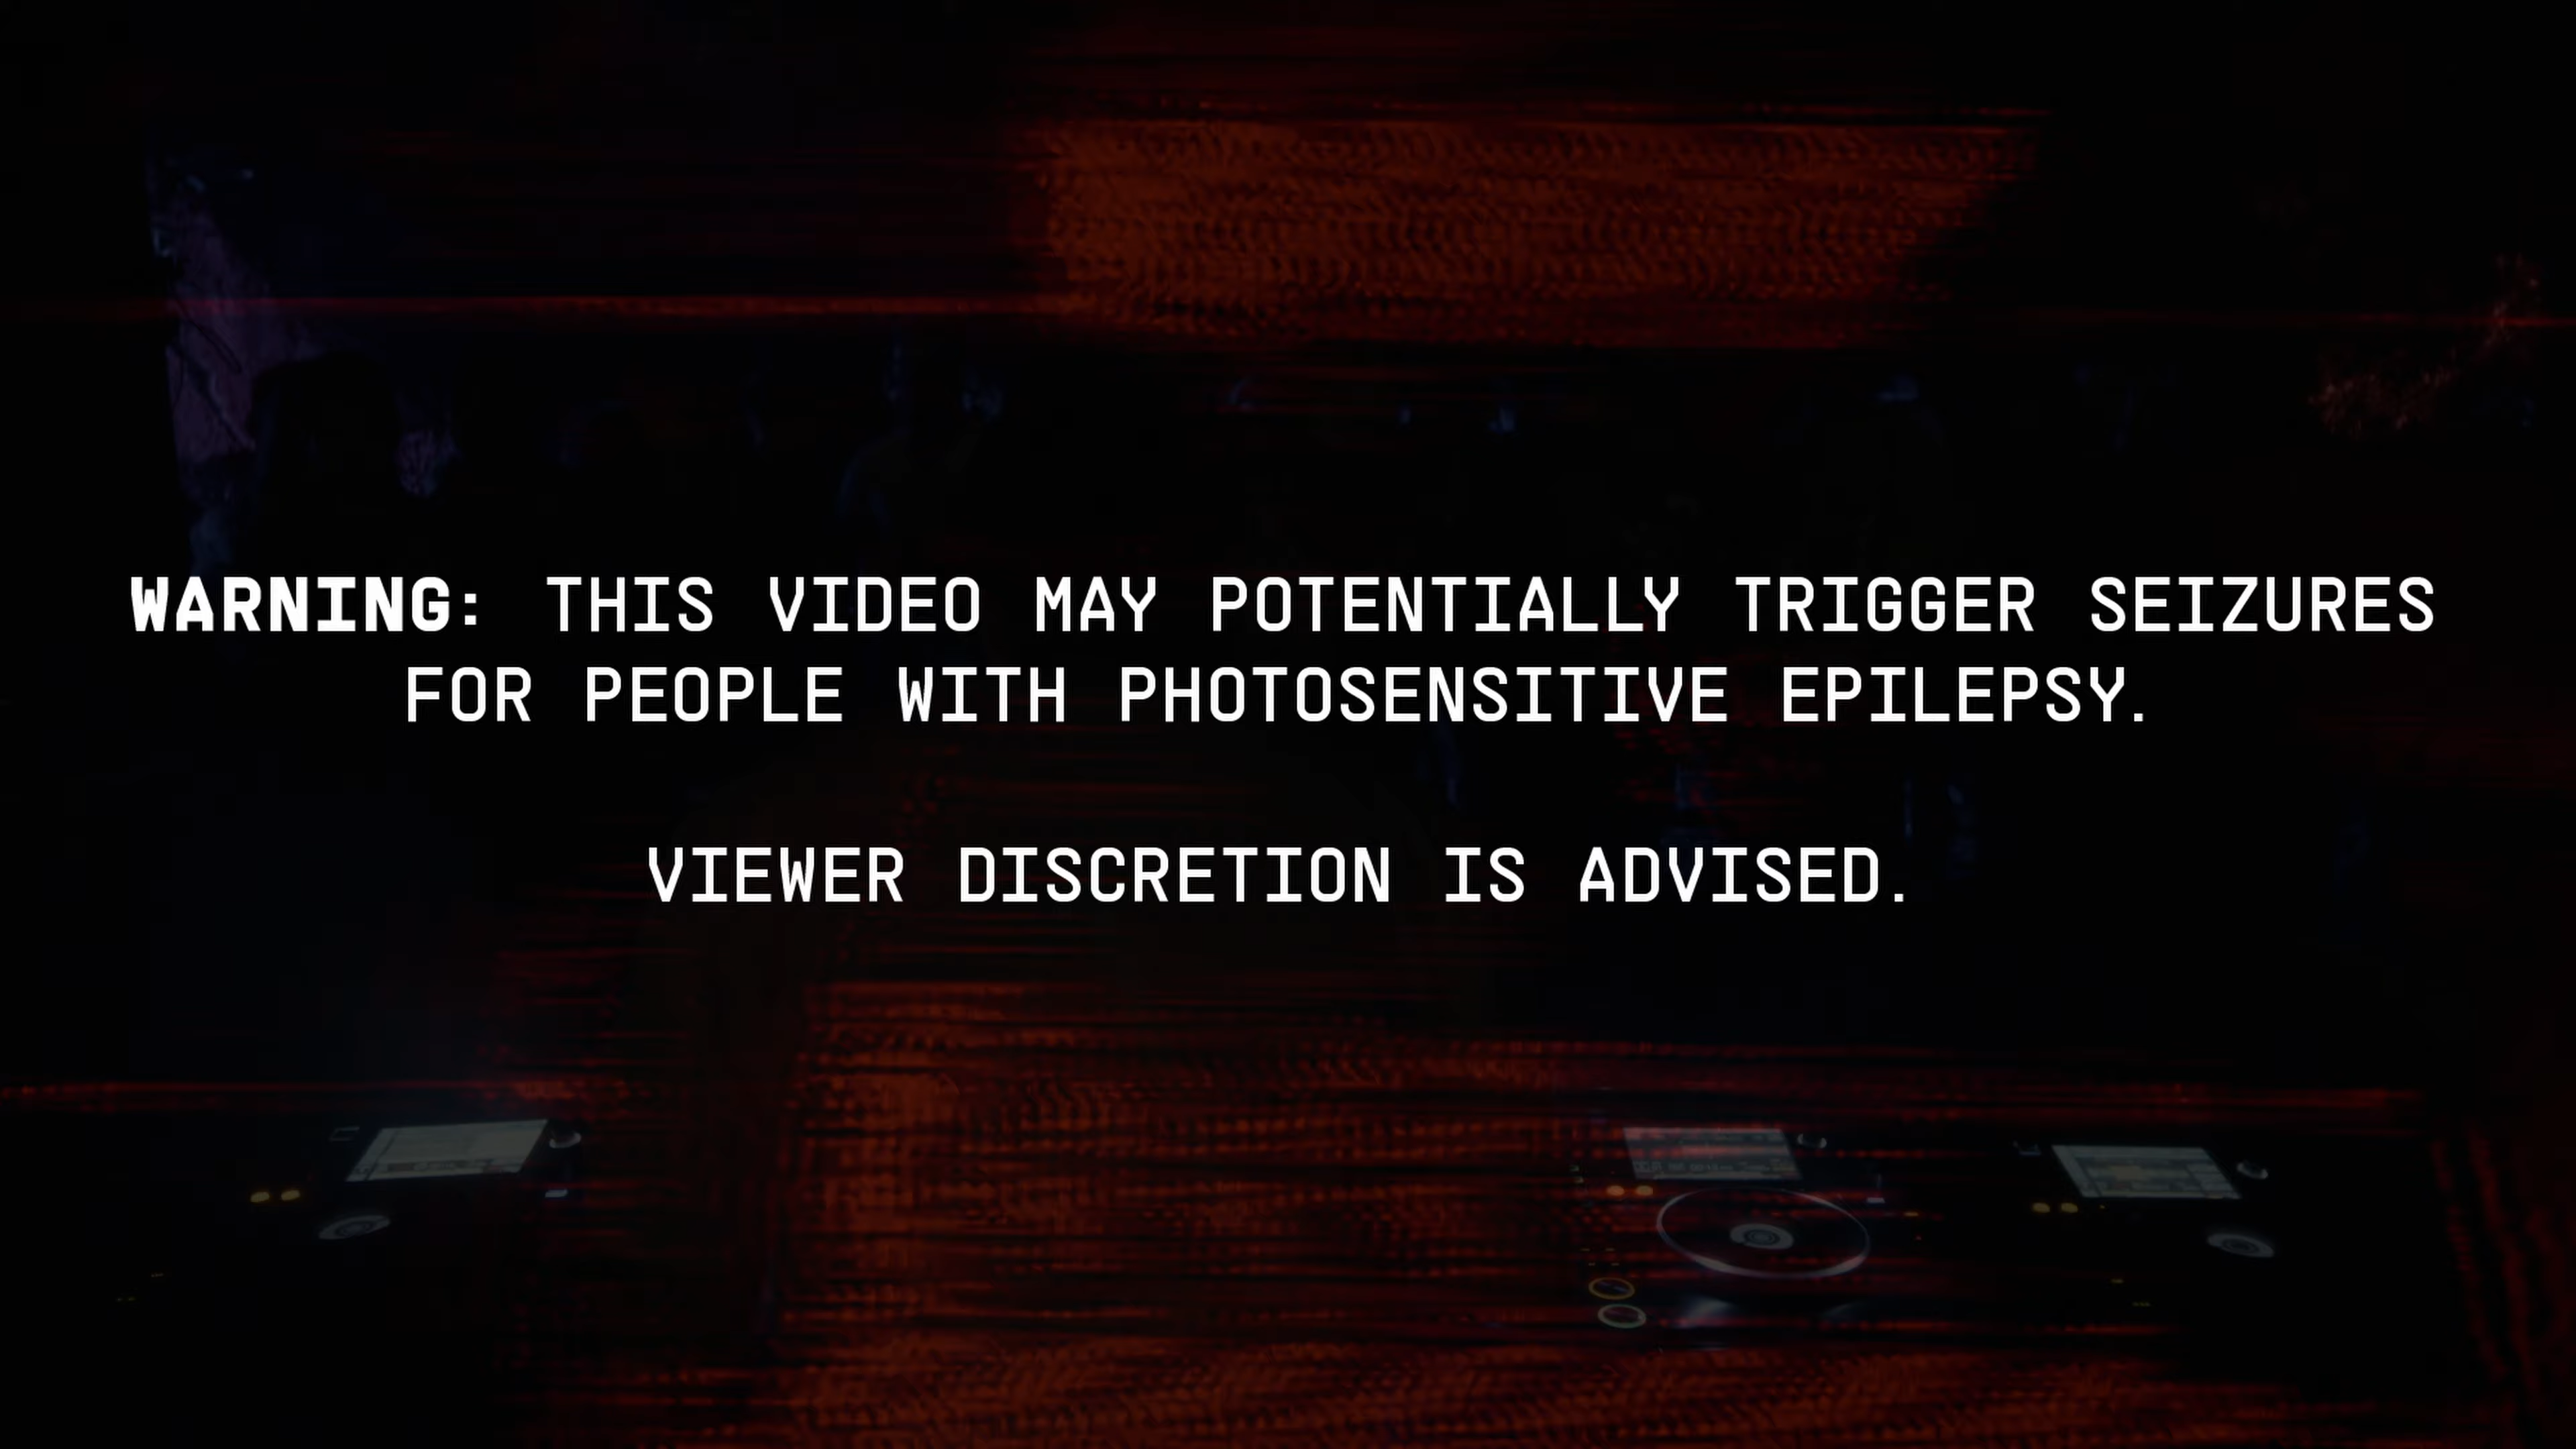 WARNING: THIS VIDEO MAY POTENTIALLY TRIGGER SEIZURES
FOR PEOPLE WITH PHOTOSENSITIVE EPILEPSY.
VIEWER DISCRETION IS ADVISED.